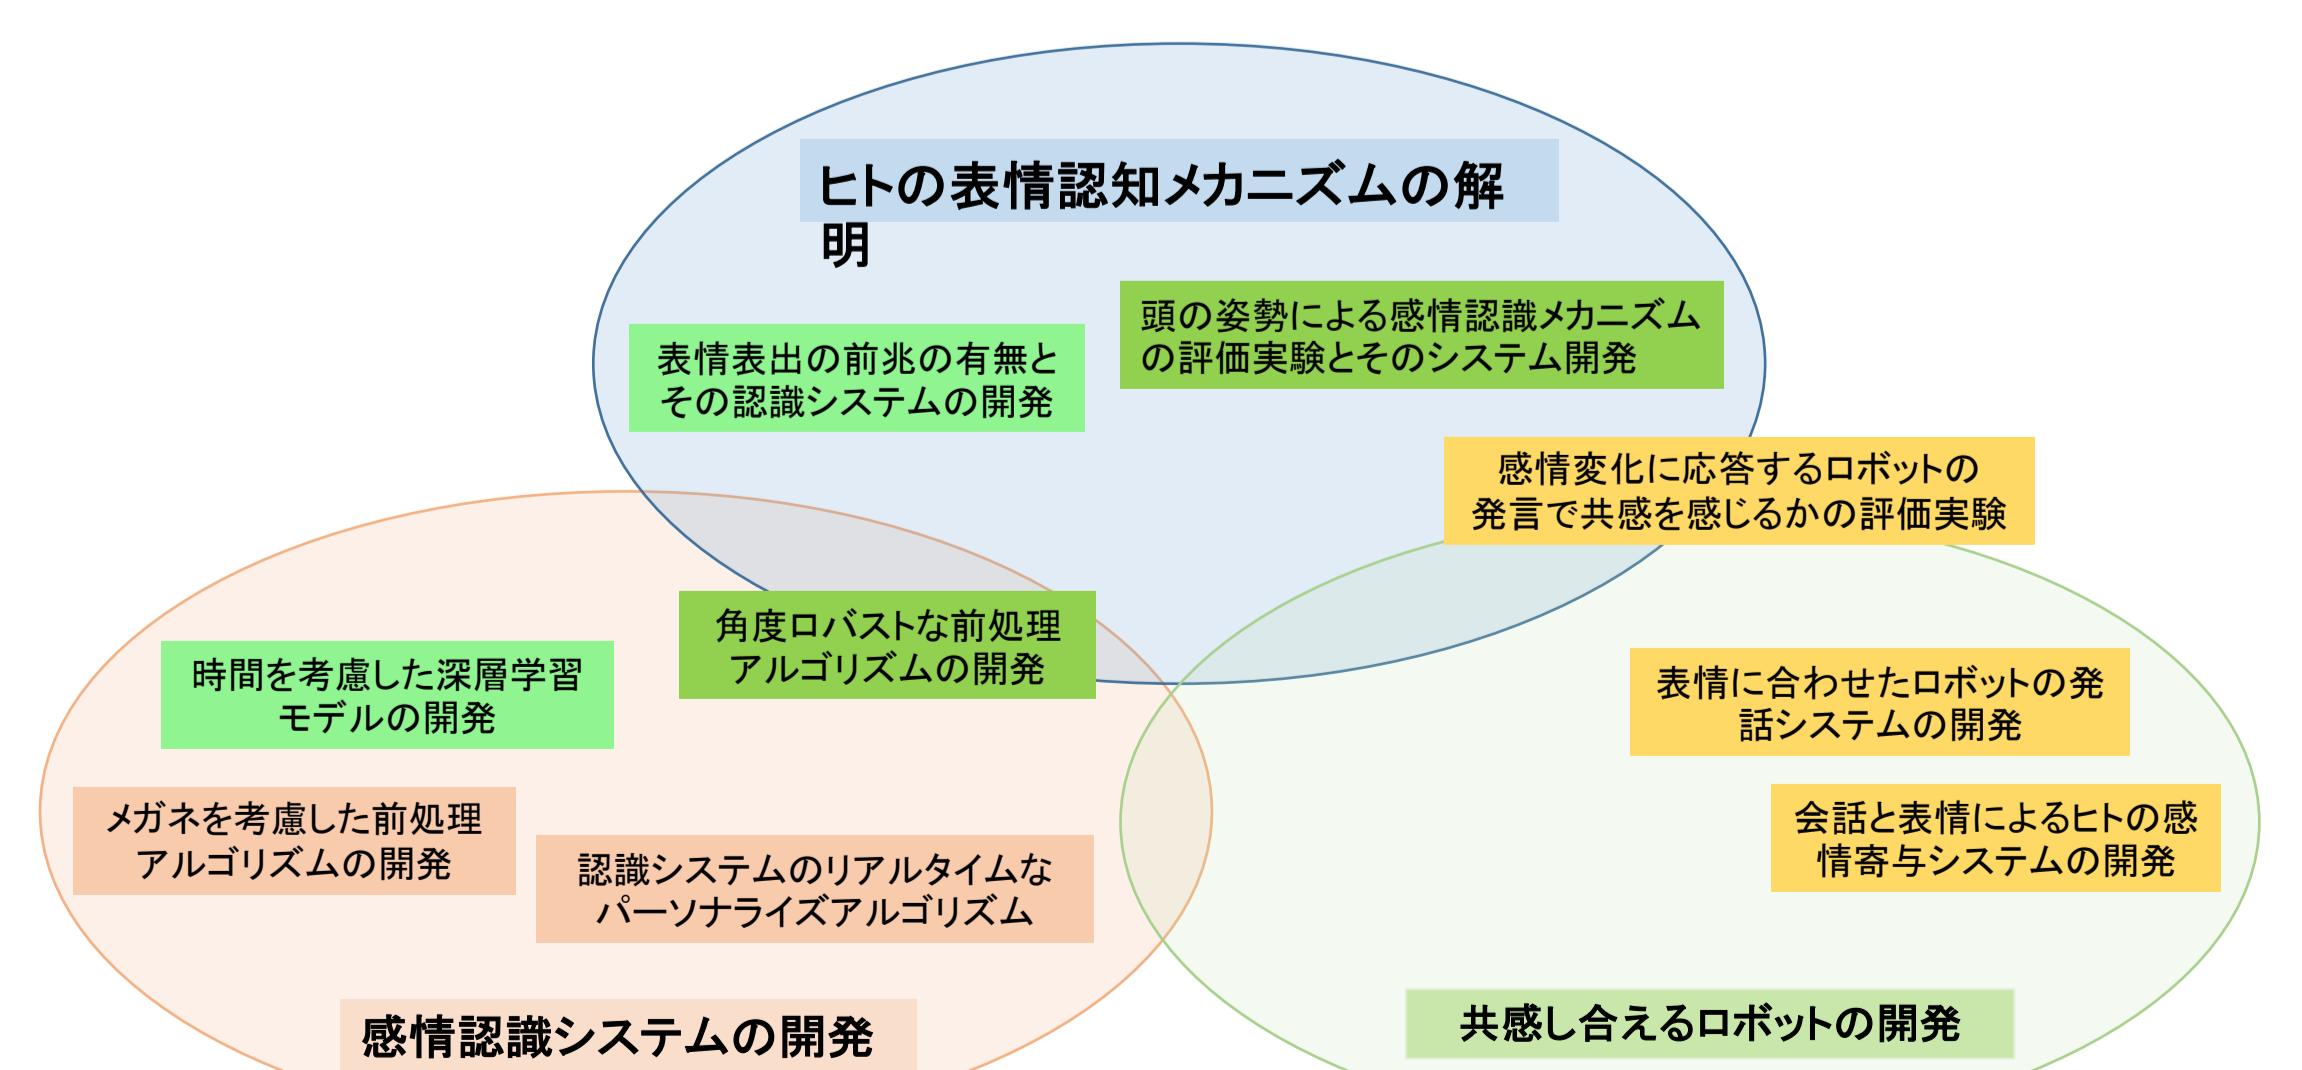 ヒトの表情認知メカニズムの解
明
頭の姿勢による感情認識メカニズム
の評価実験とそのシステム開発
表情表出の前兆の有無と
その認識システムの開発
感情変化に応答するロボットの
発言で共感を感じるかの評価実験
角度ロバストな前処理
アルゴリズムの開発
時間を考慮した深層学習
モデルの開発
表情に合わせたロボットの発
話システムの開発
メガネを考慮した前処理
アルゴリズムの開発
会話と表情によるヒトの感
情寄与システムの開発
認識システムのリアルタイムな
パーソナライズアルゴリズム
感情認識システムの開発
共感し合えるロボットの開発